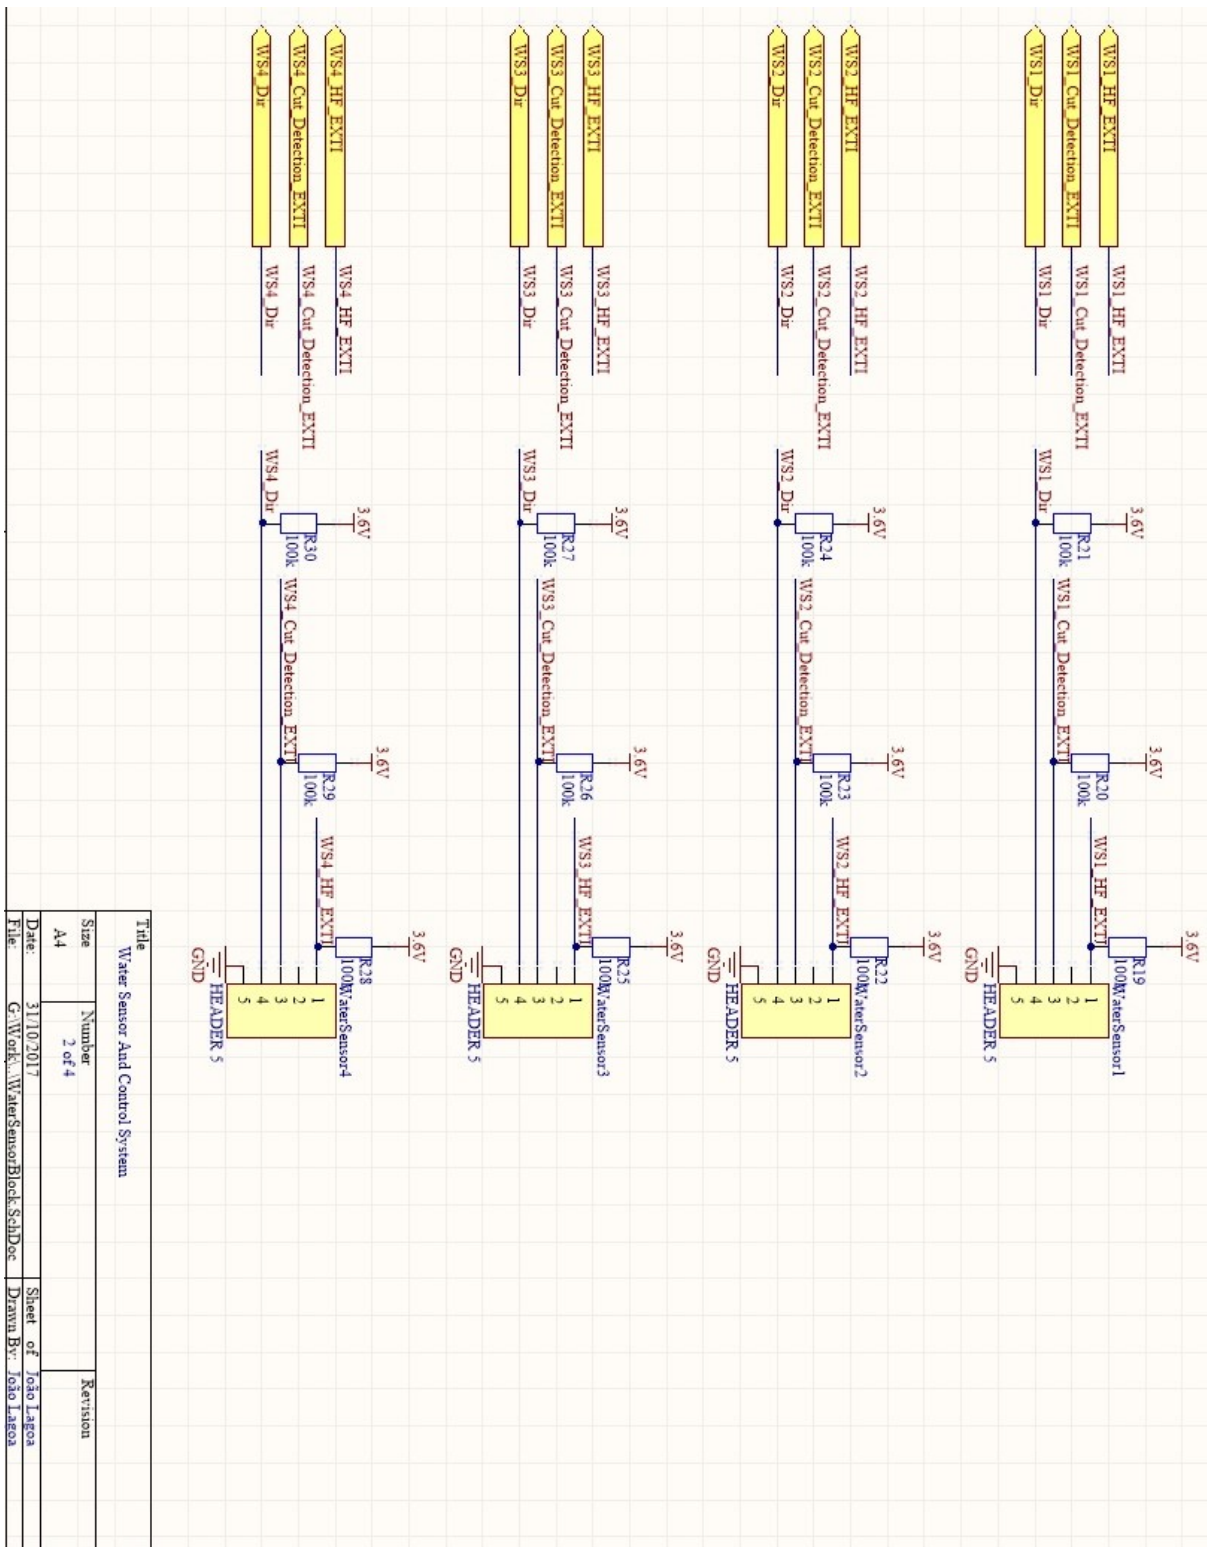 WS1_HF_EXTI
WS1_Cut_Detection_EXTI
WS1_Dir
WS1_HF_EXTI
WS1_Cut_Detection_EXTI
WS1_Dir
WS1_Dir
3.6V
R21
100k
WS1_Cut_Detection_EXTI
3.6V
R20
100k
WS1_HF_EXTI
3.6V
R19
100k
WaterSensor1
1
2
3
4
5
HEADER 5
GND
WS2_HF_EXTI
WS2_Cut_Detection_EXTI
WS2_Dir
WS2_HF_EXTI
WS2_Cut_Detection_EXTI
WS2_Dir
WS2_Dir
3.6V
R24
100k
WS2_Cut_Detection_EXTI
3.6V
R23
100k
WS2_HF_EXTI
3.6V
R22
100k
WaterSensor2
1
2
3
4
5
HEADER 5
GND
WS3_HF_EXTI
WS3_Cut_Detection_EXTI
WS3_Dir
WS3_HF_EXTI
WS3_Cut_Detection_EXTI
WS3_Dir
WS3_Dir
3.6V
R27
100k
WS3_Cut_Detection_EXTI
3.6V
R26
100k
WS3_HF_EXTI
3.6V
R25
100k
WaterSensor3
1
2
3
4
5
HEADER 5
GND
WS4_HF_EXTI
WS4_Cut_Detection_EXTI
WS4_Dir
WS4_HF_EXTI
WS4_Cut_Detection_EXTI
WS4_Dir
WS4_Dir
3.6V
R30
100k
WS4_Cut_Detection_EXTI
3.6V
R29
100k
WS4_HF_EXTI
3.6V
R28
100k
WaterSensor4
1
2
3
4
5
HEADER 5
GND
Title
Water Sensor And Control System
Size Number Revision
A4 2 of 4
Date: 31/10/2017 Sheet of João Lagoa
File: G:\Work\..\WaterSensorBlock.SchDoc Drawn By: João Lagoa